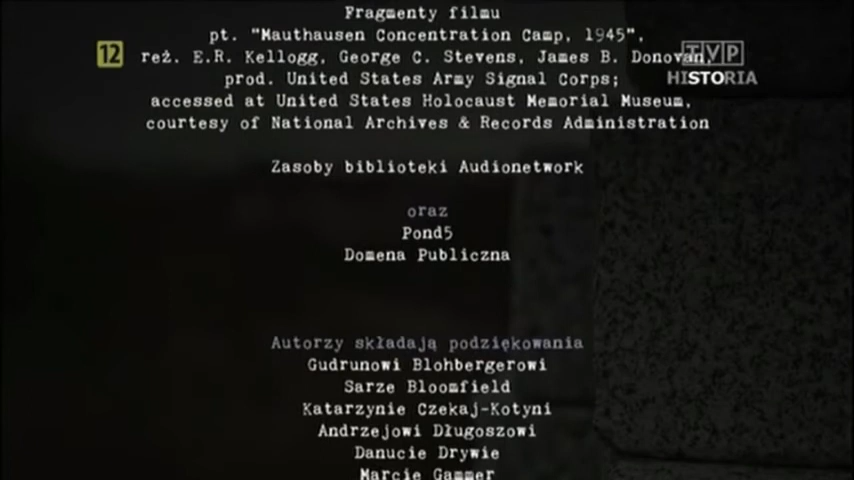 Fragmenty filmu
pt. "Mauthausen Concentration Camp, 1945",
reż. E.R. Kellogg, George C. Stevens, James B. Donovan,
prod. United States Army Signal Corps;
accessed at United States Holocaust Memorial Museum,
courtesy of National Archives & Records Administration
12
TVP
HISTORIA
Zasoby biblioteki Audionetwork
oraz
Pond5
Domena Publiczna
Autorzy składają podziękowania
Gudrunowi Blohbergerowi
Sarze Bloomfield
Katarzynie Czekaj-Kotyni
Andrzejowi Długoszowi
Danucie Drywie
Marcie Gammer